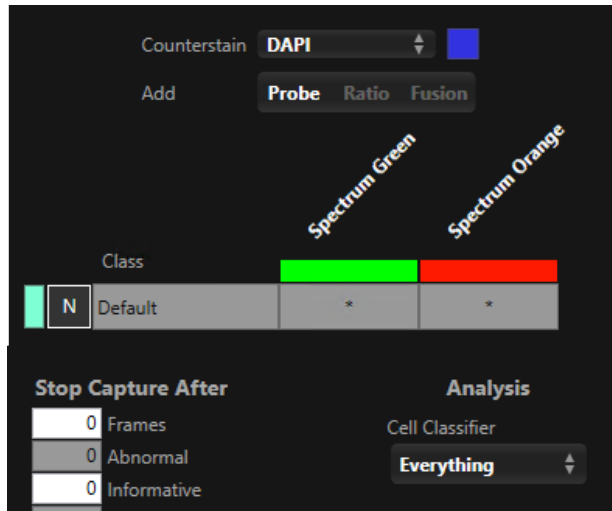 Counterstain DAPI
Add Probe Ratio Fusion
Spectrum Green Spectrum Orange
Class
N Default * *
Stop Capture After Analysis
0 Frames Cell Classifier
0 Abnormal Everything
0 Informative